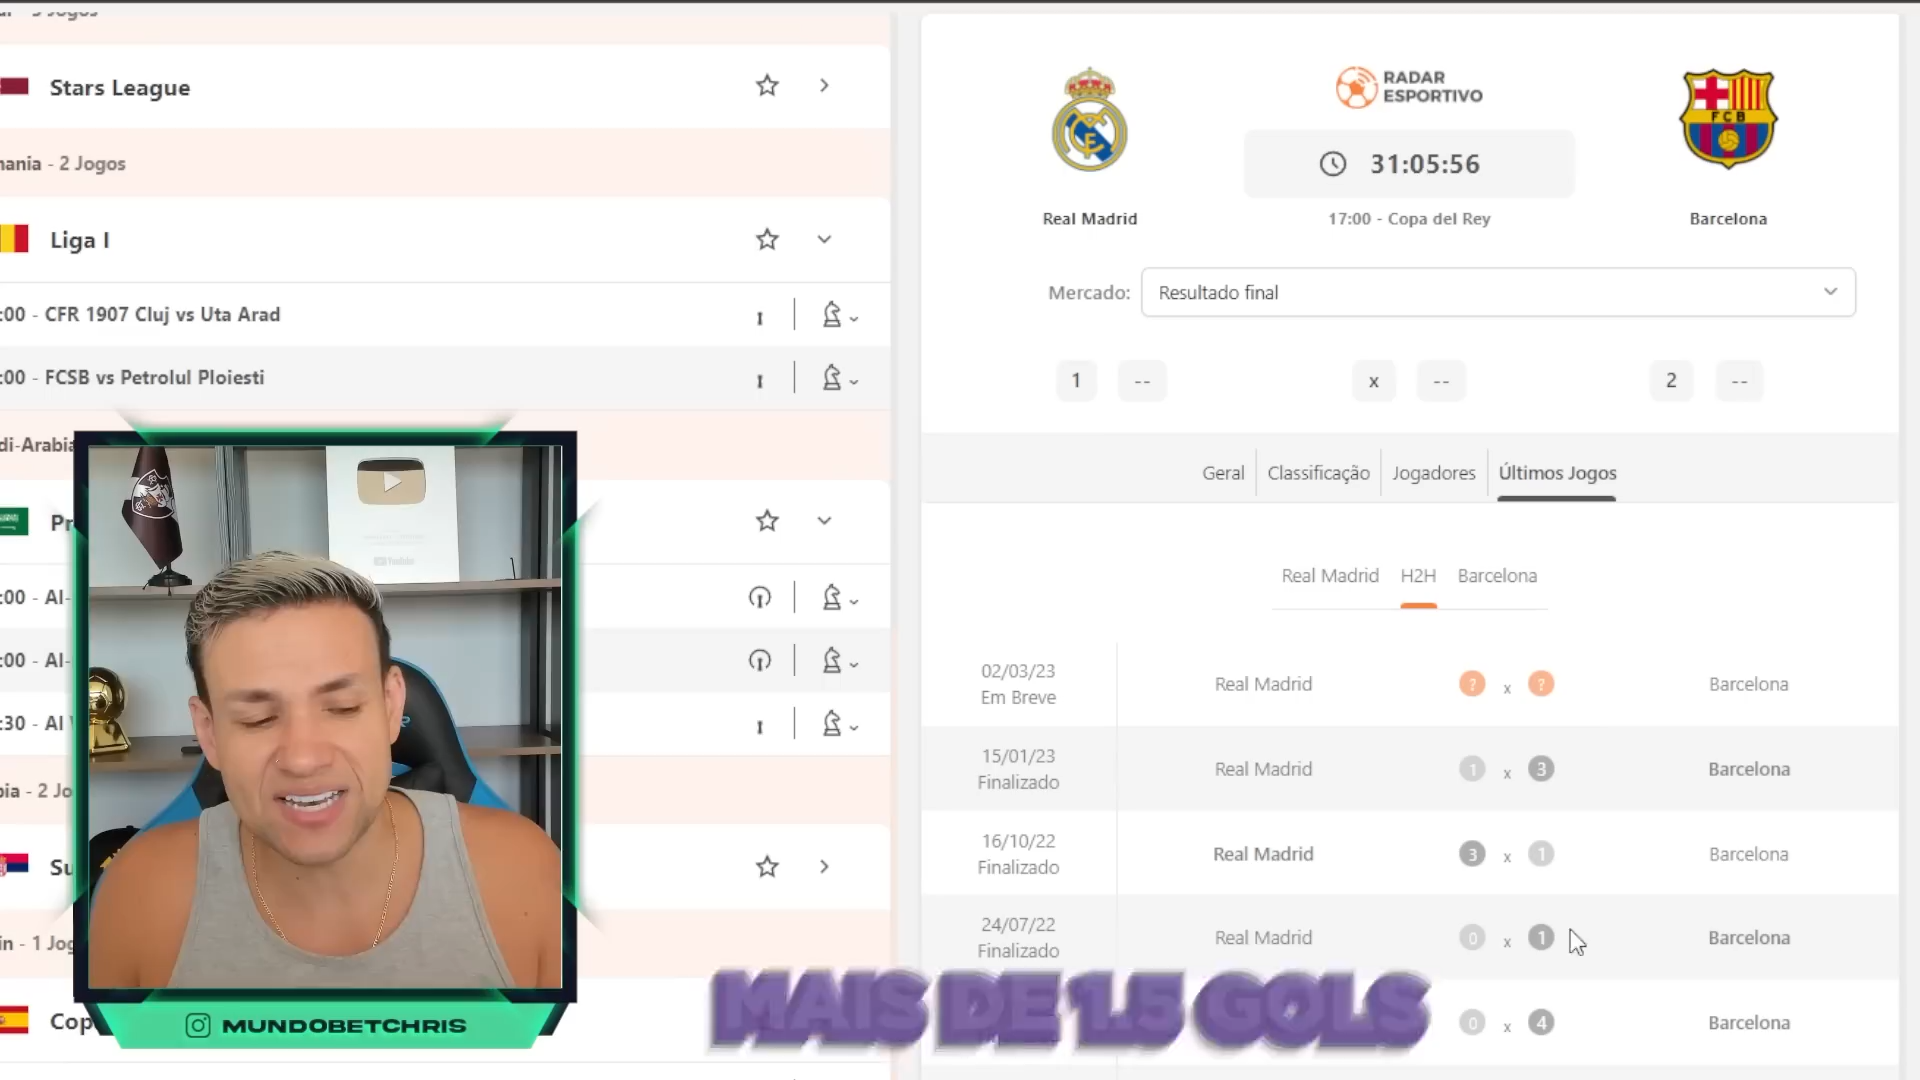 Jogos
Stars League
mania - 2 Jogos
Liga I
:00 - CFR 1907 Cluj vs Uta Arad
:00 - FCSB vs Petrolul Ploiesti
di-Arabia
Pr
:00 - Al-
:00 - Al-
:30 - Al
bia - 2 Jo
Su
in - 1 Jog
Cop
YouTube
MUNDOBETCHRIS
RADAR
ESPORTIVO
FCB
31:05:56
Real Madrid
17:00 - Copa del Rey
Barcelona
Mercado:
Resultado final
1 -- x -- 2 --
Geral Classificação Jogadores Últimos Jogos
Real Madrid H2H Barcelona
02/03/23
Em Breve
Real Madrid ? x ? Barcelona
15/01/23
Finalizado
Real Madrid 1 x 3 Barcelona
16/10/22
Finalizado
Real Madrid 3 x 1 Barcelona
24/07/22
Finalizado
Real Madrid 0 x 1 Barcelona
0 x 4 Barcelona
MAIS DE 1.5 GOLS